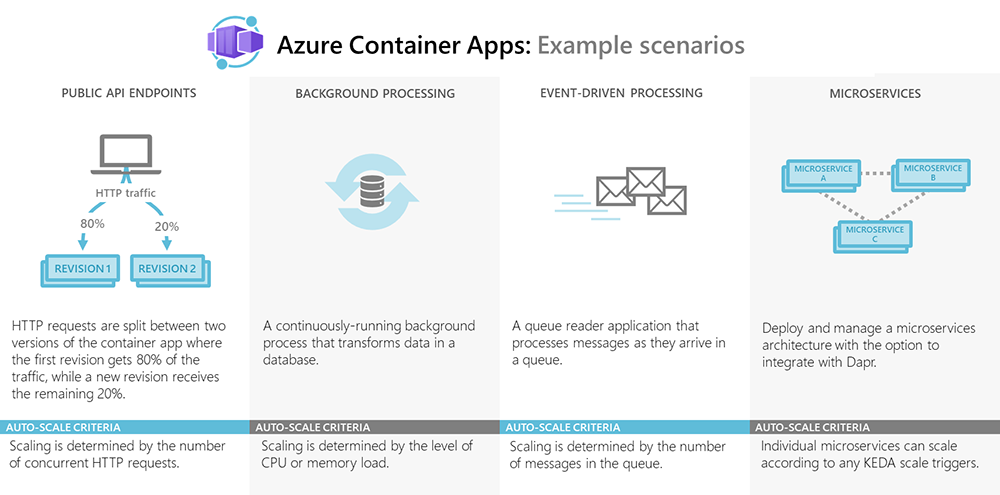 Azure Container Apps: Example scenarios
PUBLIC API ENDPOINTS
HTTP traffic
80%
20%
REVISION 1
REVISION 2
HTTP requests are split between two
versions of the container app where
the first revision gets 80% of the
traffic, while a new revision receives
the remaining 20%.
AUTO-SCALE CRITERIA
Scaling is determined by the number
of concurrent HTTP requests.
BACKGROUND PROCESSING
A continuously-running background
process that transforms data in a
database.
AUTO-SCALE CRITERIA
Scaling is determined by the level of
CPU or memory load.
EVENT-DRIVEN PROCESSING
A queue reader application that
processes messages as they arrive in
a queue.
AUTO-SCALE CRITERIA
Scaling is determined by the number
of messages in the queue.
MICROSERVICES
MICROSERVICE
A
MICROSERVICE
B
MICROSERVICE
C
Deploy and manage a microservices
architecture with the option to
integrate with Dapr.
AUTO-SCALE CRITERIA
Individual microservices can scale
according to any KEDA scale triggers.